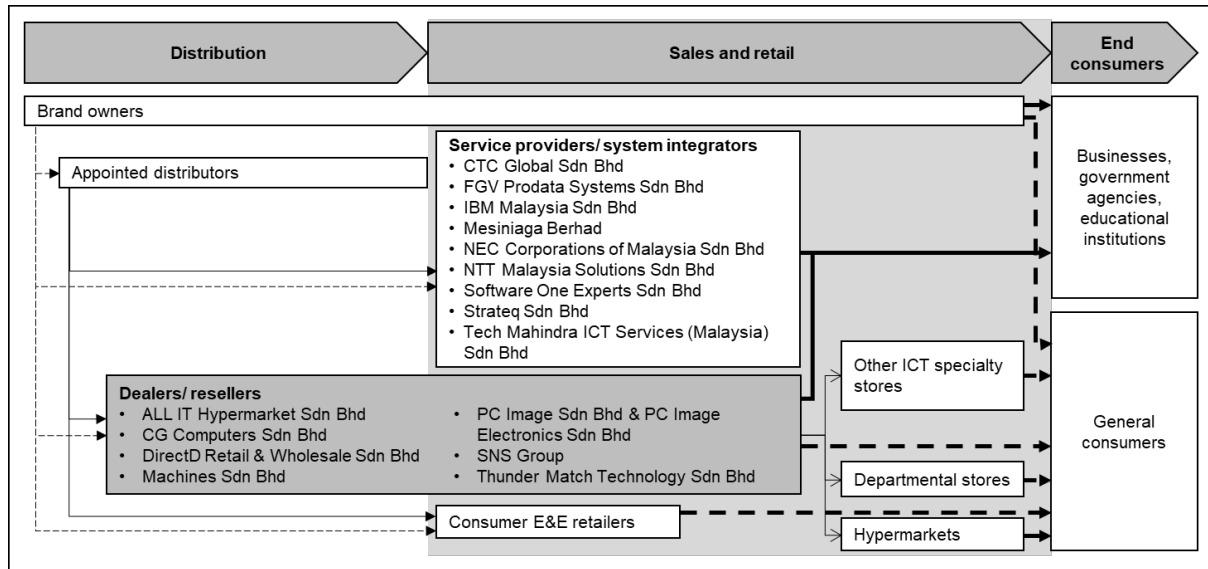 Distribution
Sales and retail
End
consumers
Brand owners
Appointed distributors
Service providers/ system integrators
• CTC Global Sdn Bhd
• FGV Prodata Systems Sdn Bhd
• IBM Malaysia Sdn Bhd
• Mesiniaga Berhad
• NEC Corporations of Malaysia Sdn Bhd
• NTT Malaysia Solutions Sdn Bhd
• Software One Experts Sdn Bhd
• Strateq Sdn Bhd
• Tech Mahindra ICT Services (Malaysia)
Sdn Bhd
Businesses,
government
agencies,
educational
institutions
Dealers/ resellers
• ALL IT Hypermarket Sdn Bhd
• CG Computers Sdn Bhd
• DirectD Retail & Wholesale Sdn Bhd
• Machines Sdn Bhd
• PC Image Sdn Bhd & PC Image
Electronics Sdn Bhd
• SNS Group
• Thunder Match Technology Sdn Bhd
Other ICT specialty
stores
Departmental stores
Hypermarkets
Consumer E&E retailers
General
consumers